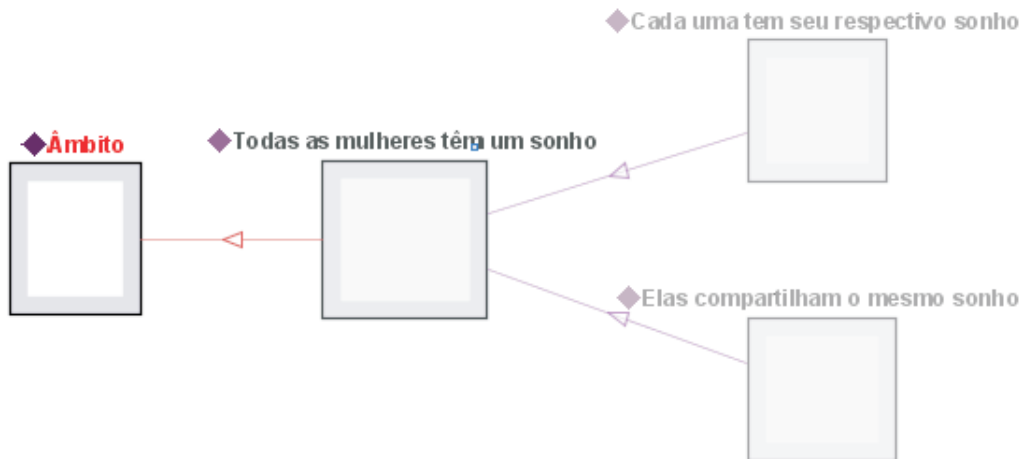 Cada uma tem seu respectivo sonho
Âmbito
Todas as mulheres têm um sonho
Elas compartilham o mesmo sonho